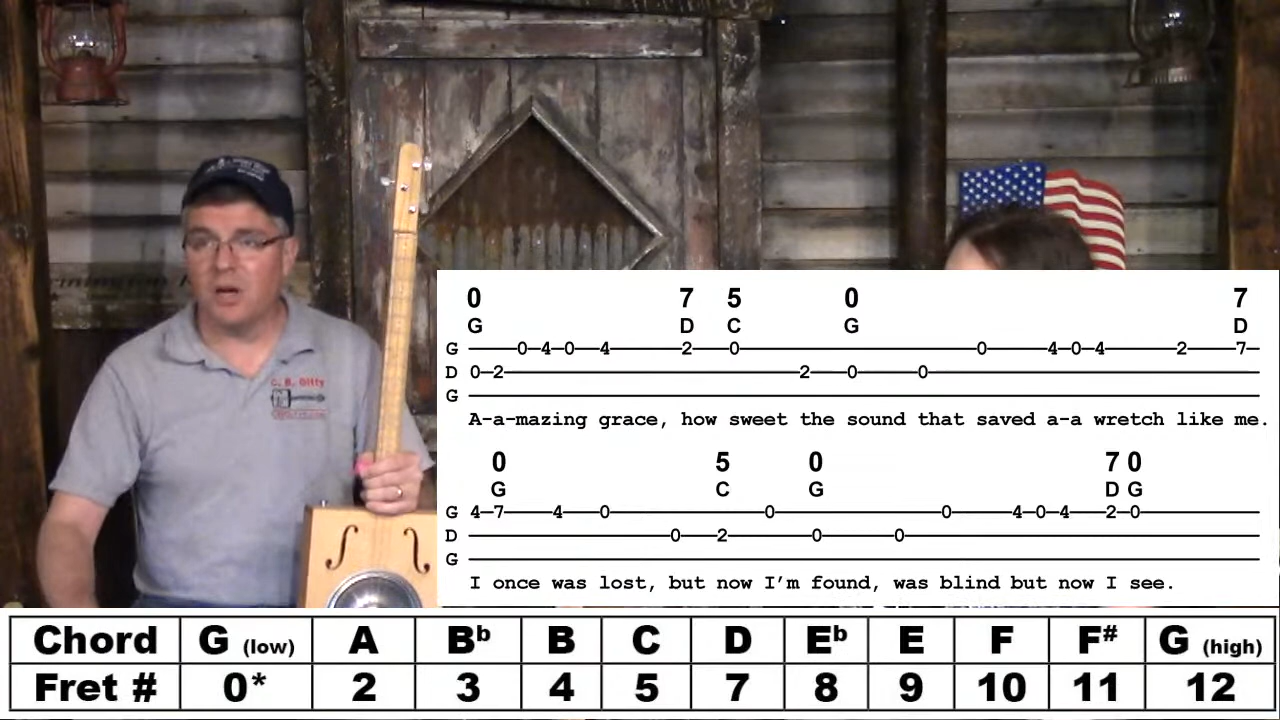 C. B. Gitty
0 7 5 0 7
G D C G D
G 0-4-0 4 2 0 0 4-0-4 2 7
D 0-2 2 0 0
G
A-a-mazing grace, how sweet the sound that saved a-a wretch like me.
0 5 0 7 0
G C G D G
G 4-7 4 0 0 0 4-0-4 2-0
D 0 2 0 0
G
I once was lost, but now I’m found, was blind but now I see.
Chord G (low) A Bb B C D Eb E F F# G (high)
Fret # 0* 2 3 4 5 7 8 9 10 11 12